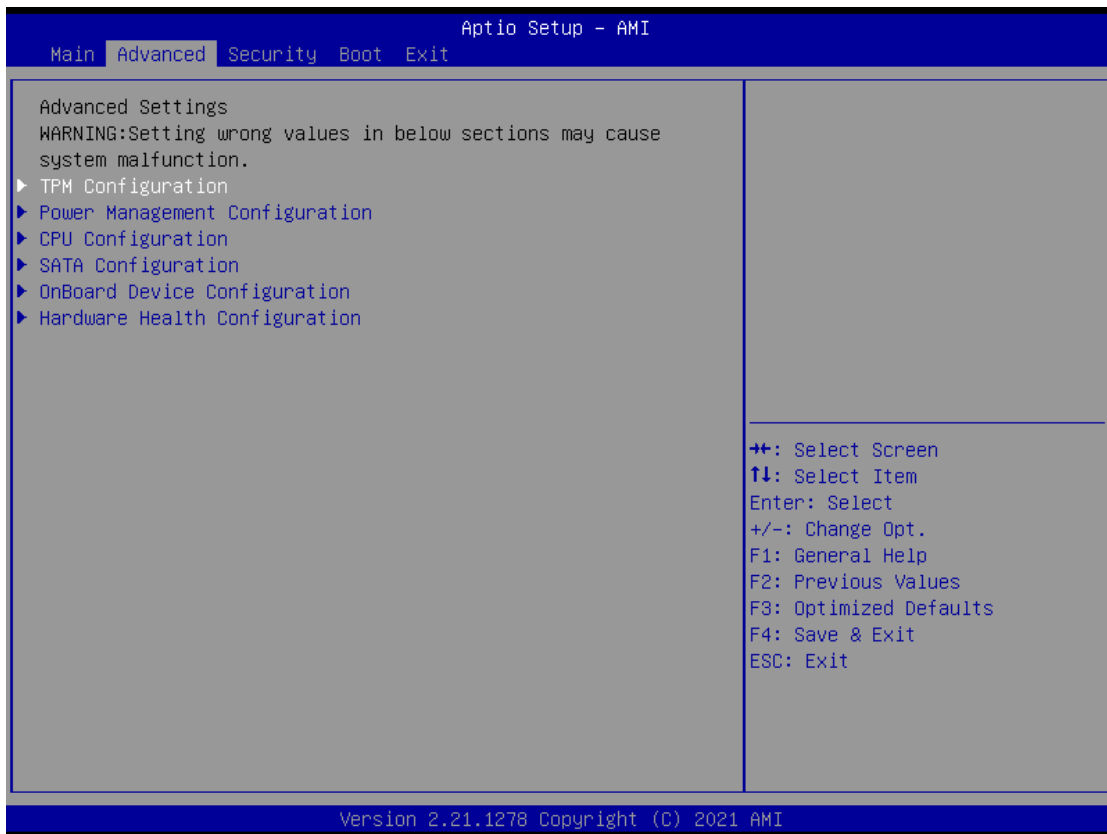 Aptio Setup – AMI
Main Advanced Security Boot Exit
Advanced Settings
WARNING:Setting wrong values in below sections may cause
system malfunction.
▶ TPM Configuration
▶ Power Management Configuration
▶ CPU Configuration
▶ SATA Configuration
▶ OnBoard Device Configuration
▶ Hardware Health Configuration
→←: Select Screen
↑↓: Select Item
Enter: Select
+/-: Change Opt.
F1: General Help
F2: Previous Values
F3: Optimized Defaults
F4: Save & Exit
ESC: Exit
Version 2.21.1278 Copyright (C) 2021 AMI